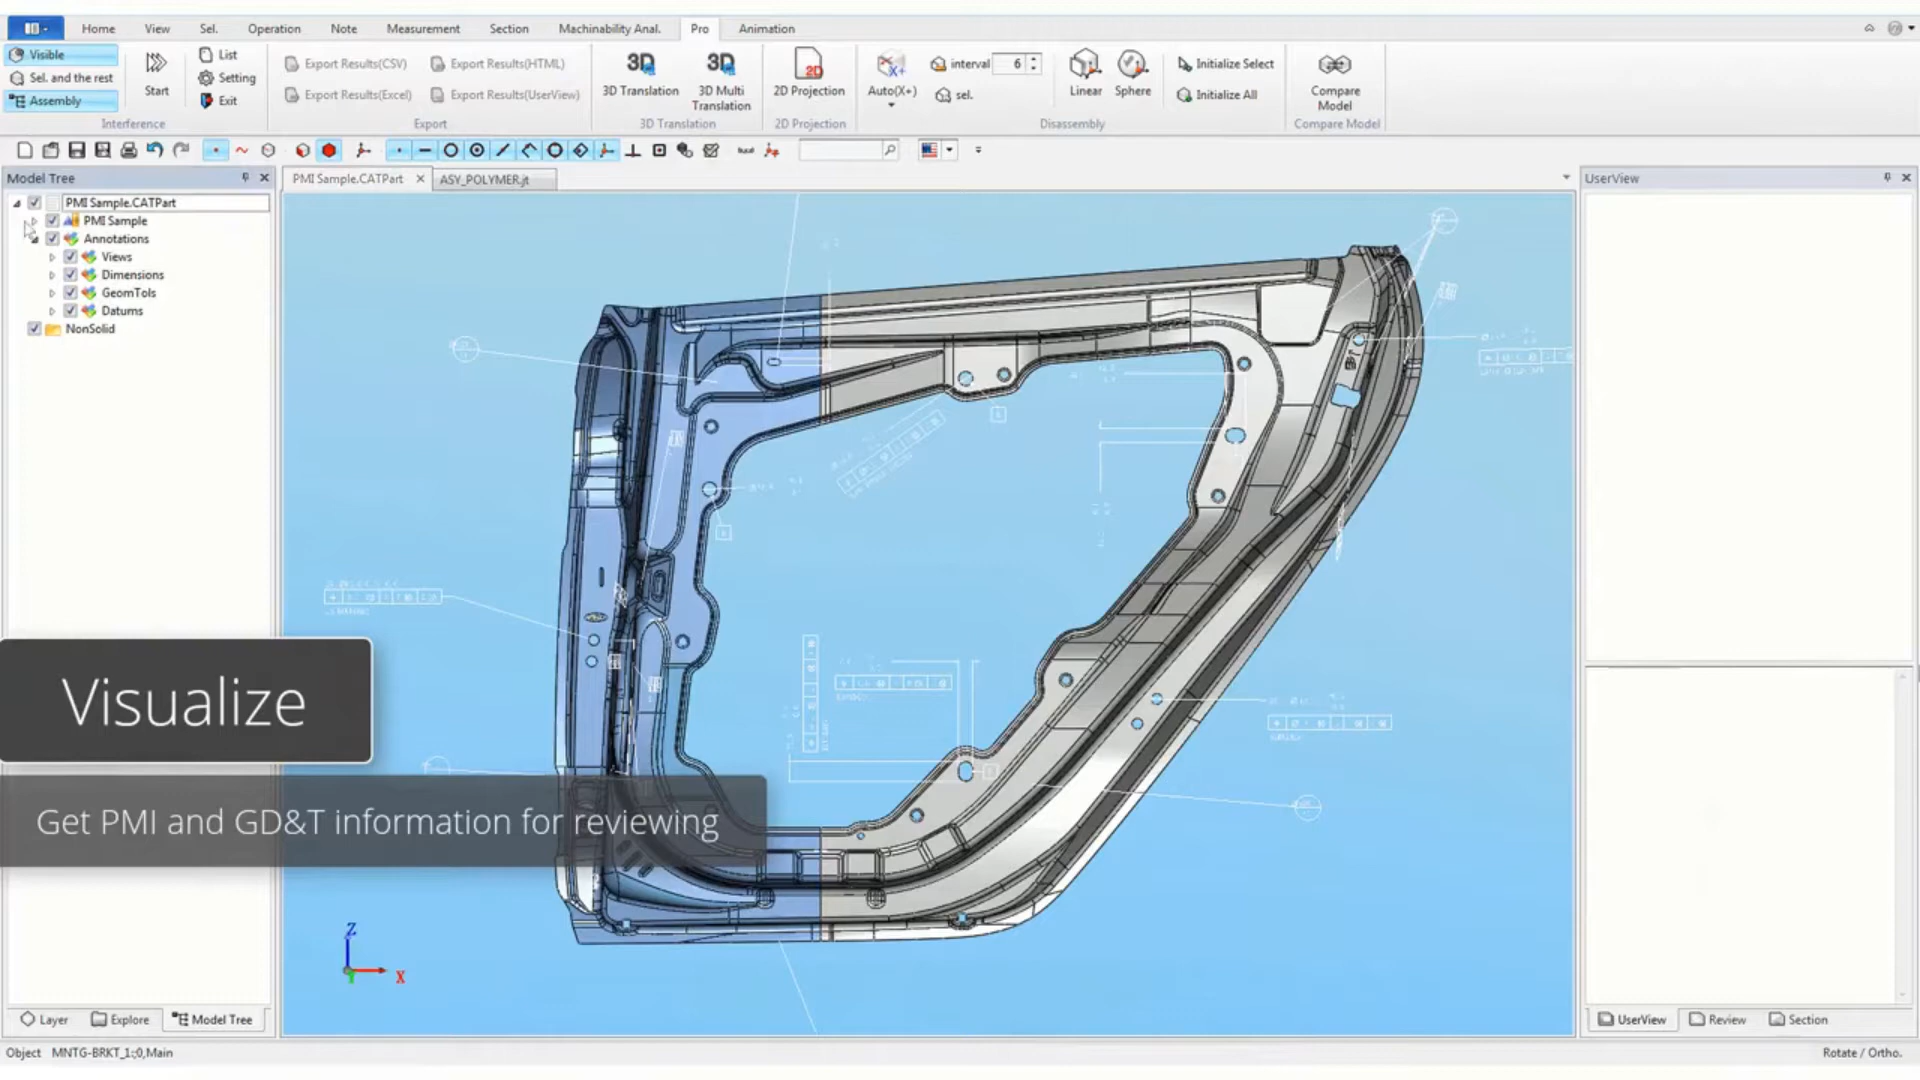 Home View Sel. Operation Note Measurement Section Machinability Anal. Pro Animation
Visible
Sel. and the rest
Assembly
Start
List
Setting
Exit
Interference
Export Results(CSV)
Export Results(HTML)
Export Results(Excel)
Export Results(UserView)
Export
3D
3D Translation
3D
3D Multi
Translation
3D Translation
2D
2D Projection
2D Projection
X+
Auto(X+)
interval 6
sel.
Linear
Sphere
Initialize Select
Initialize All
Disassembly
Compare
Model
Compare Model
Model Tree
PMI Sample.CATPart
ASY_POLYMER.jt
UserView
PMI Sample.CATPart
PMI Sample
Annotations
Views
Dimensions
GeomTols
Datums
NonSolid
Visualize
Get PMI and GD&T information for reviewing
Z
X
Y
Layer Explore Model Tree
UserView Review Section
Object MNTG-BRKT_1:;0,Main
Rotate / Ortho.